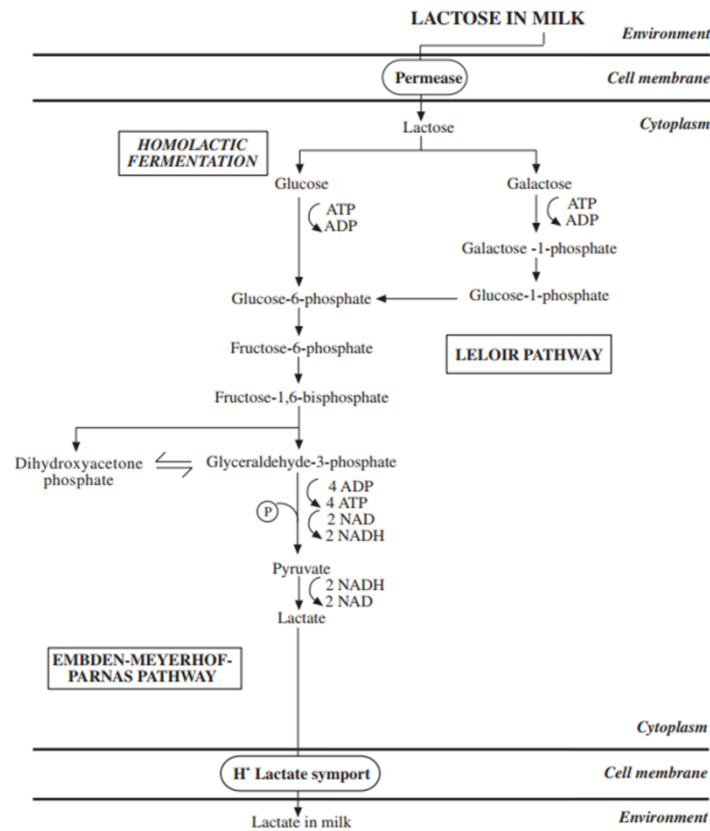 LACTOSE IN MILK
Environment
Permease
Cell membrane
Lactose
Cytoplasm
HOMOLACTIC
FERMENTATION
Glucose
Galactose
ATP
ADP
ATP
ADP
Galactose -1-phosphate
Glucose-6-phosphate
Glucose-1-phosphate
Fructose-6-phosphate
LELOIR PATHWAY
Fructose-1,6-bisphosphate
Dihydroxyacetone
phosphate
Glyceraldehyde-3-phosphate
4 ADP
4 ATP
P
2 NAD
2 NADH
Pyruvate
2 NADH
2 NAD
Lactate
EMBDEN-MEYERHOF-
PARNAS PATHWAY
Cytoplasm
H+ Lactate symport
Cell membrane
Environment
Lactate in milk